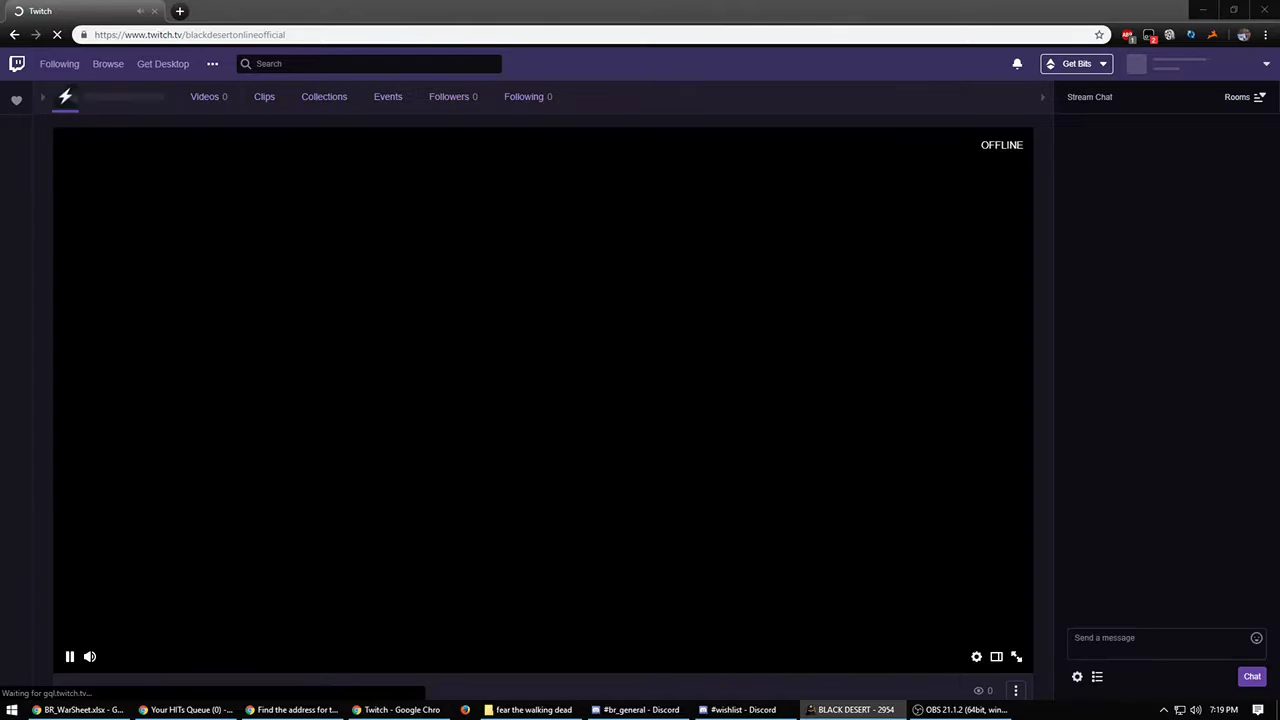 Twitch
https://www.twitch.tv/blackdesertonlineofficial
1
2
Following Browse Get Desktop ••• Search Get Bits
Videos 0 Clips Collections Events Followers 0 Following 0 Stream Chat Rooms
OFFLINE
Send a message
Chat
0
Waiting for gql.twitch.tv...
BR_WarSheet.xlsx - G... Your HITs Queue (0) -... Find the address for t... Twitch - Google Chro fear the walking dead #br_general - Discord #wishlist - Discord BLACK DESERT - 2954 OBS 21.1.2 (64bit, win... 7:19 PM